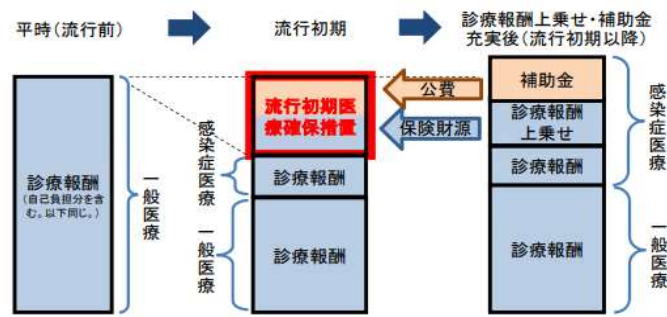 平時(流行前)
流行初期
診療報酬上乗せ・補助金
充実後(流行初期以降)
診療報酬
(自己負担分を含
む。以下同じ。)
一般医療
流行初期医
療確保措置
診療報酬
診療報酬
感染症医療
一般医療
公費
保険財源
補助金
診療報酬
上乗せ
診療報酬
診療報酬
感染症医療
一般医療